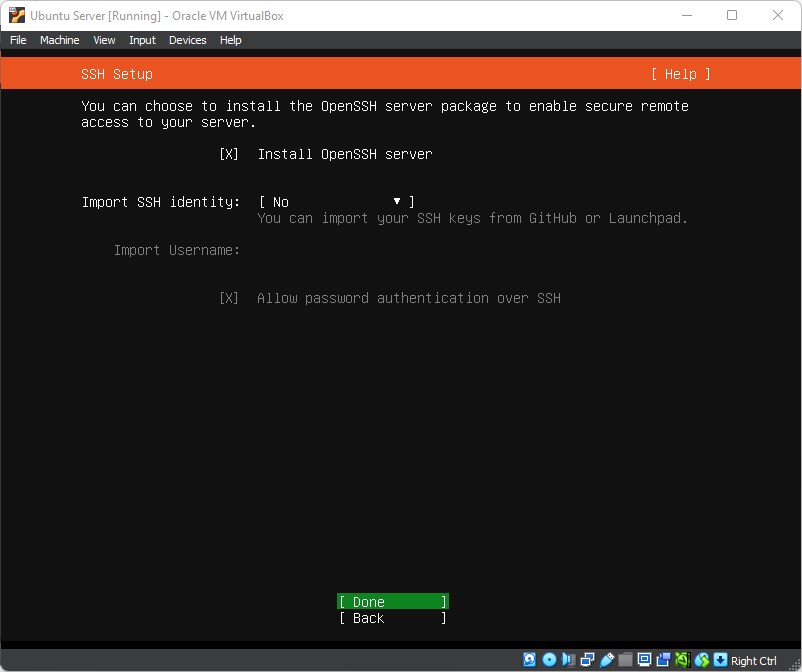 Ubuntu Server [Running] - Oracle VM VirtualBox
File Machine View Input Devices Help
SSH Setup [ Help ]
You can choose to install the OpenSSH server package to enable secure remote
access to your server.
[X] Install OpenSSH server
Import SSH identity: [ No ▼ ]
You can import your SSH keys from GitHub or Launchpad.
Import Username:
[X] Allow password authentication over SSH
[ Done ]
[ Back ]
Right Ctrl